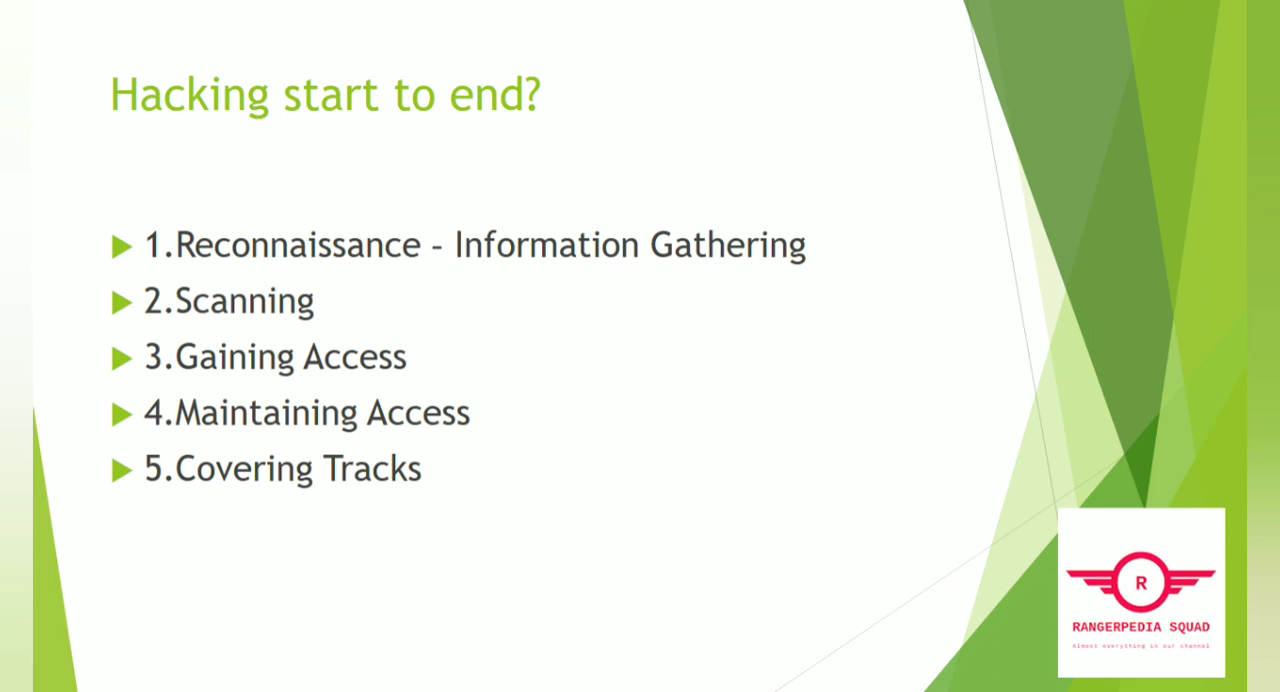 Hacking start to end?
1.Reconnaissance – Information Gathering
2.Scanning
3.Gaining Access
4.Maintaining Access
5.Covering Tracks
R
RANGERPEDIA SQUAD
Almost everything in our channel